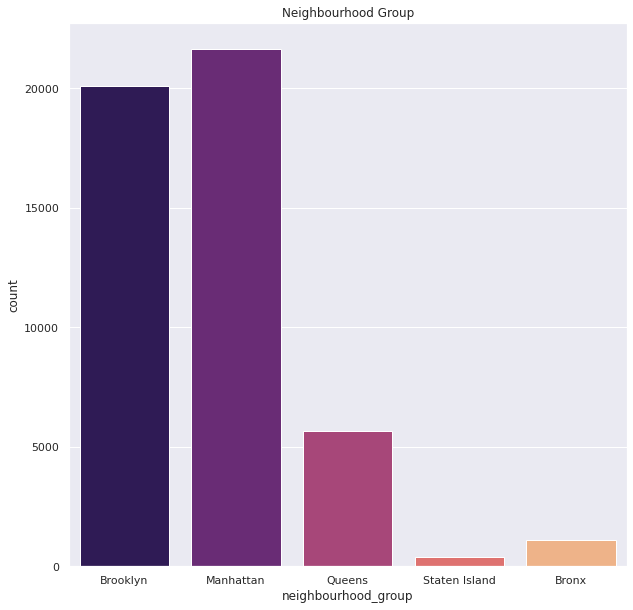 Neighbourhood Group
20000
15000
10000
5000
0
count
Brooklyn Manhattan Queens Staten Island Bronx
neighbourhood_group